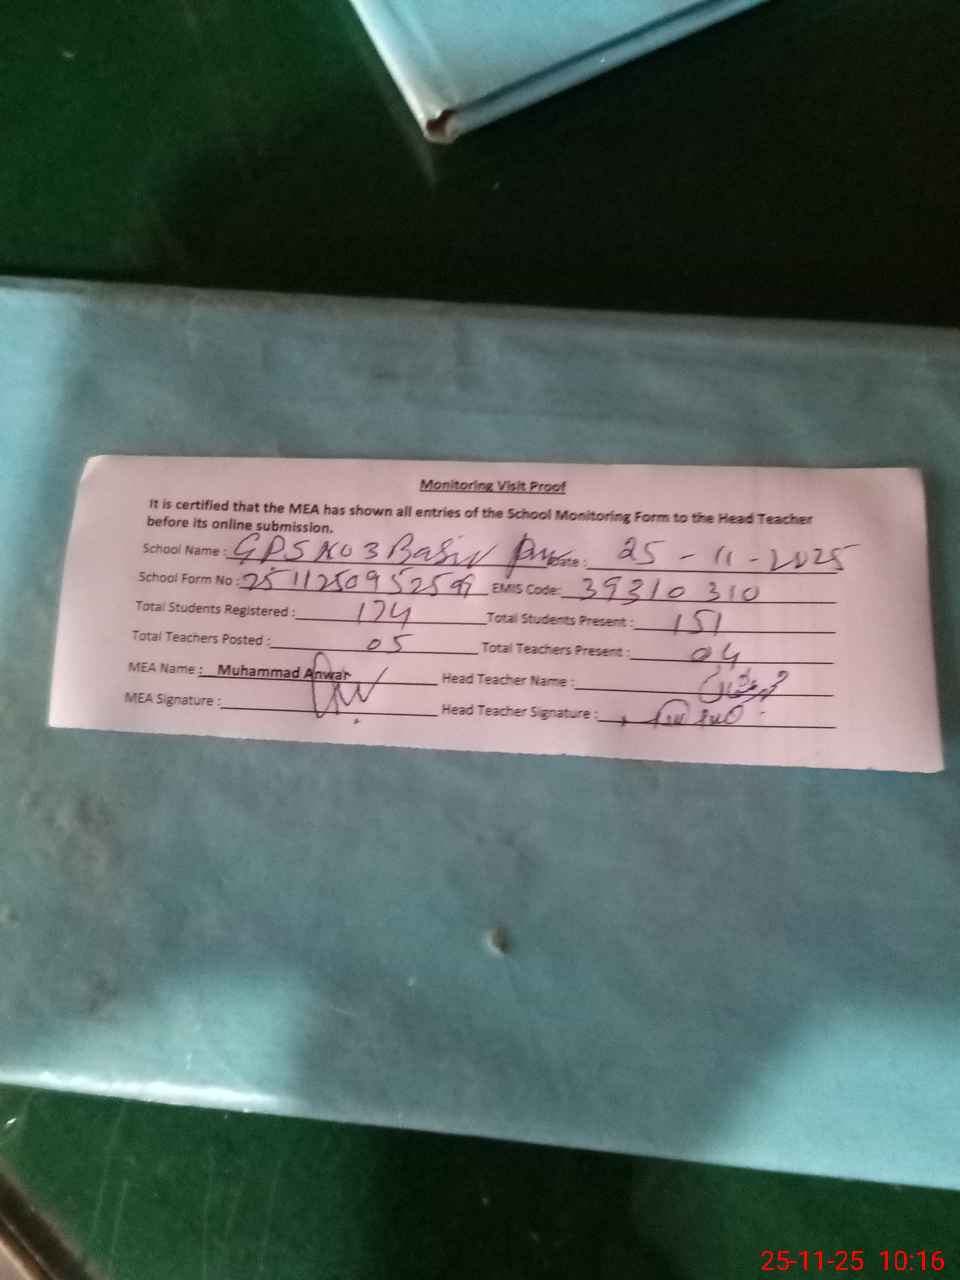 Monitoring Visit Proof
It is certified that the MEA has shown all entries of the School Monitoring Form to the Head Teacher
before its online submission.
School Name : GPS NO 3 Basir Date : 25 - 11 - 2025
School Form No : EMIS Code: 39310310
Total Students Registered : 174 Total Students Present : 151
Total Teachers Posted : 05 Total Teachers Present : 04
MEA Name : Muhammad Anwar Head Teacher Name :
MEA Signature : Head Teacher Signature :
25-11-25 10:16